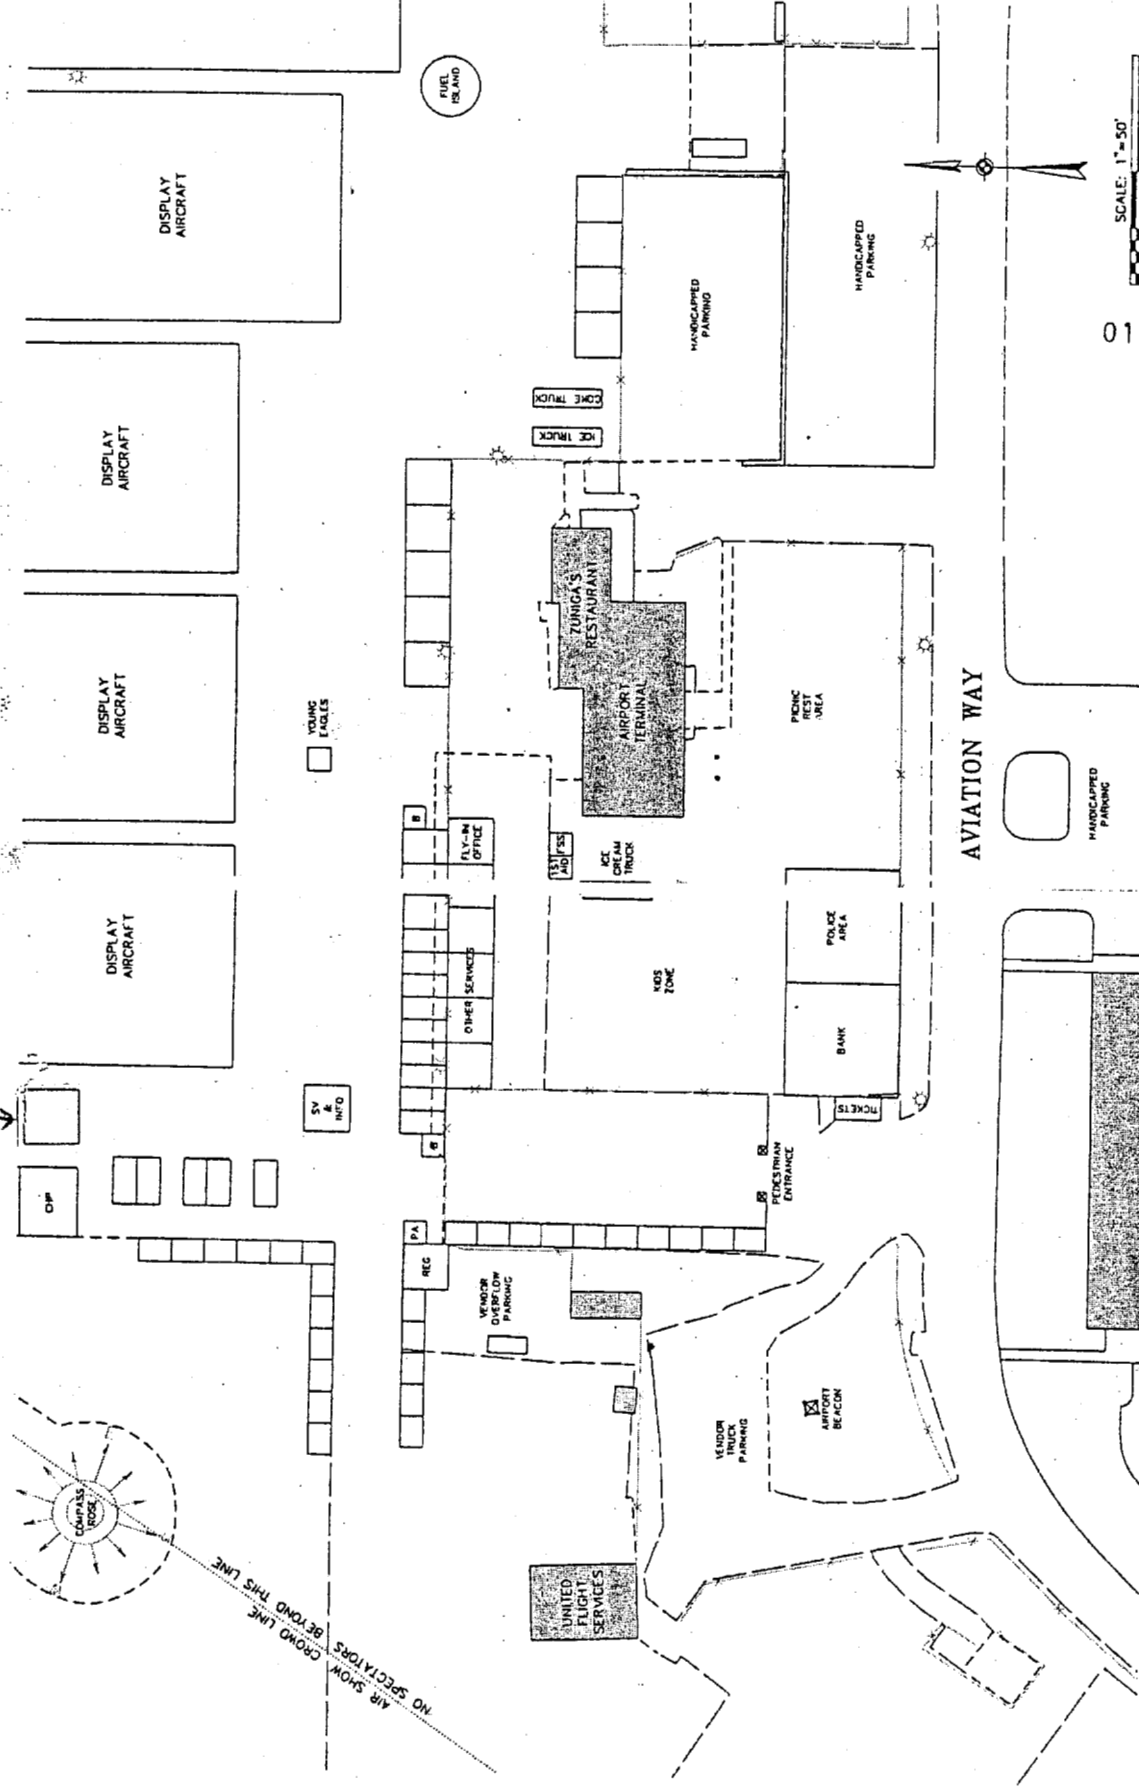 FUEL
ISLAND
DISPLAY
AIRCRAFT
HANDICAPPED
PARKING
HANDICAPPED
PARKING
SCALE: 1"=50'
01
COKE TRUCK
ICE TRUCK
DISPLAY
AIRCRAFT
ZUNIGA'S
RESTAURANT
AIRPORT
TERMINAL
DISPLAY
AIRCRAFT
YOUNG
EAGLES
PICNIC
REST
AREA
AVIATION WAY
HANDICAPPED
PARKING
B
FLY-IN
OFFICE
1ST
AID
FSS
ICE
CREAM
TRUCK
DISPLAY
AIRCRAFT
OTHER SERVICES
KIDS
ZONE
POLICE
AREA
BANK
TICKETS
SV
&
INFO
B
PEDESTRIAN
ENTRANCE
CHP
PA
REG
VENDOR
OVERFLOW
PARKING
VENDOR
TRUCK
PARKING
AIRPORT
BEACON
COMPASS
ROSE
UNITED
FLIGHT
SERVICES
AIR SHOW CROWD LINE
NO SPECTATORS BEYOND THIS LINE